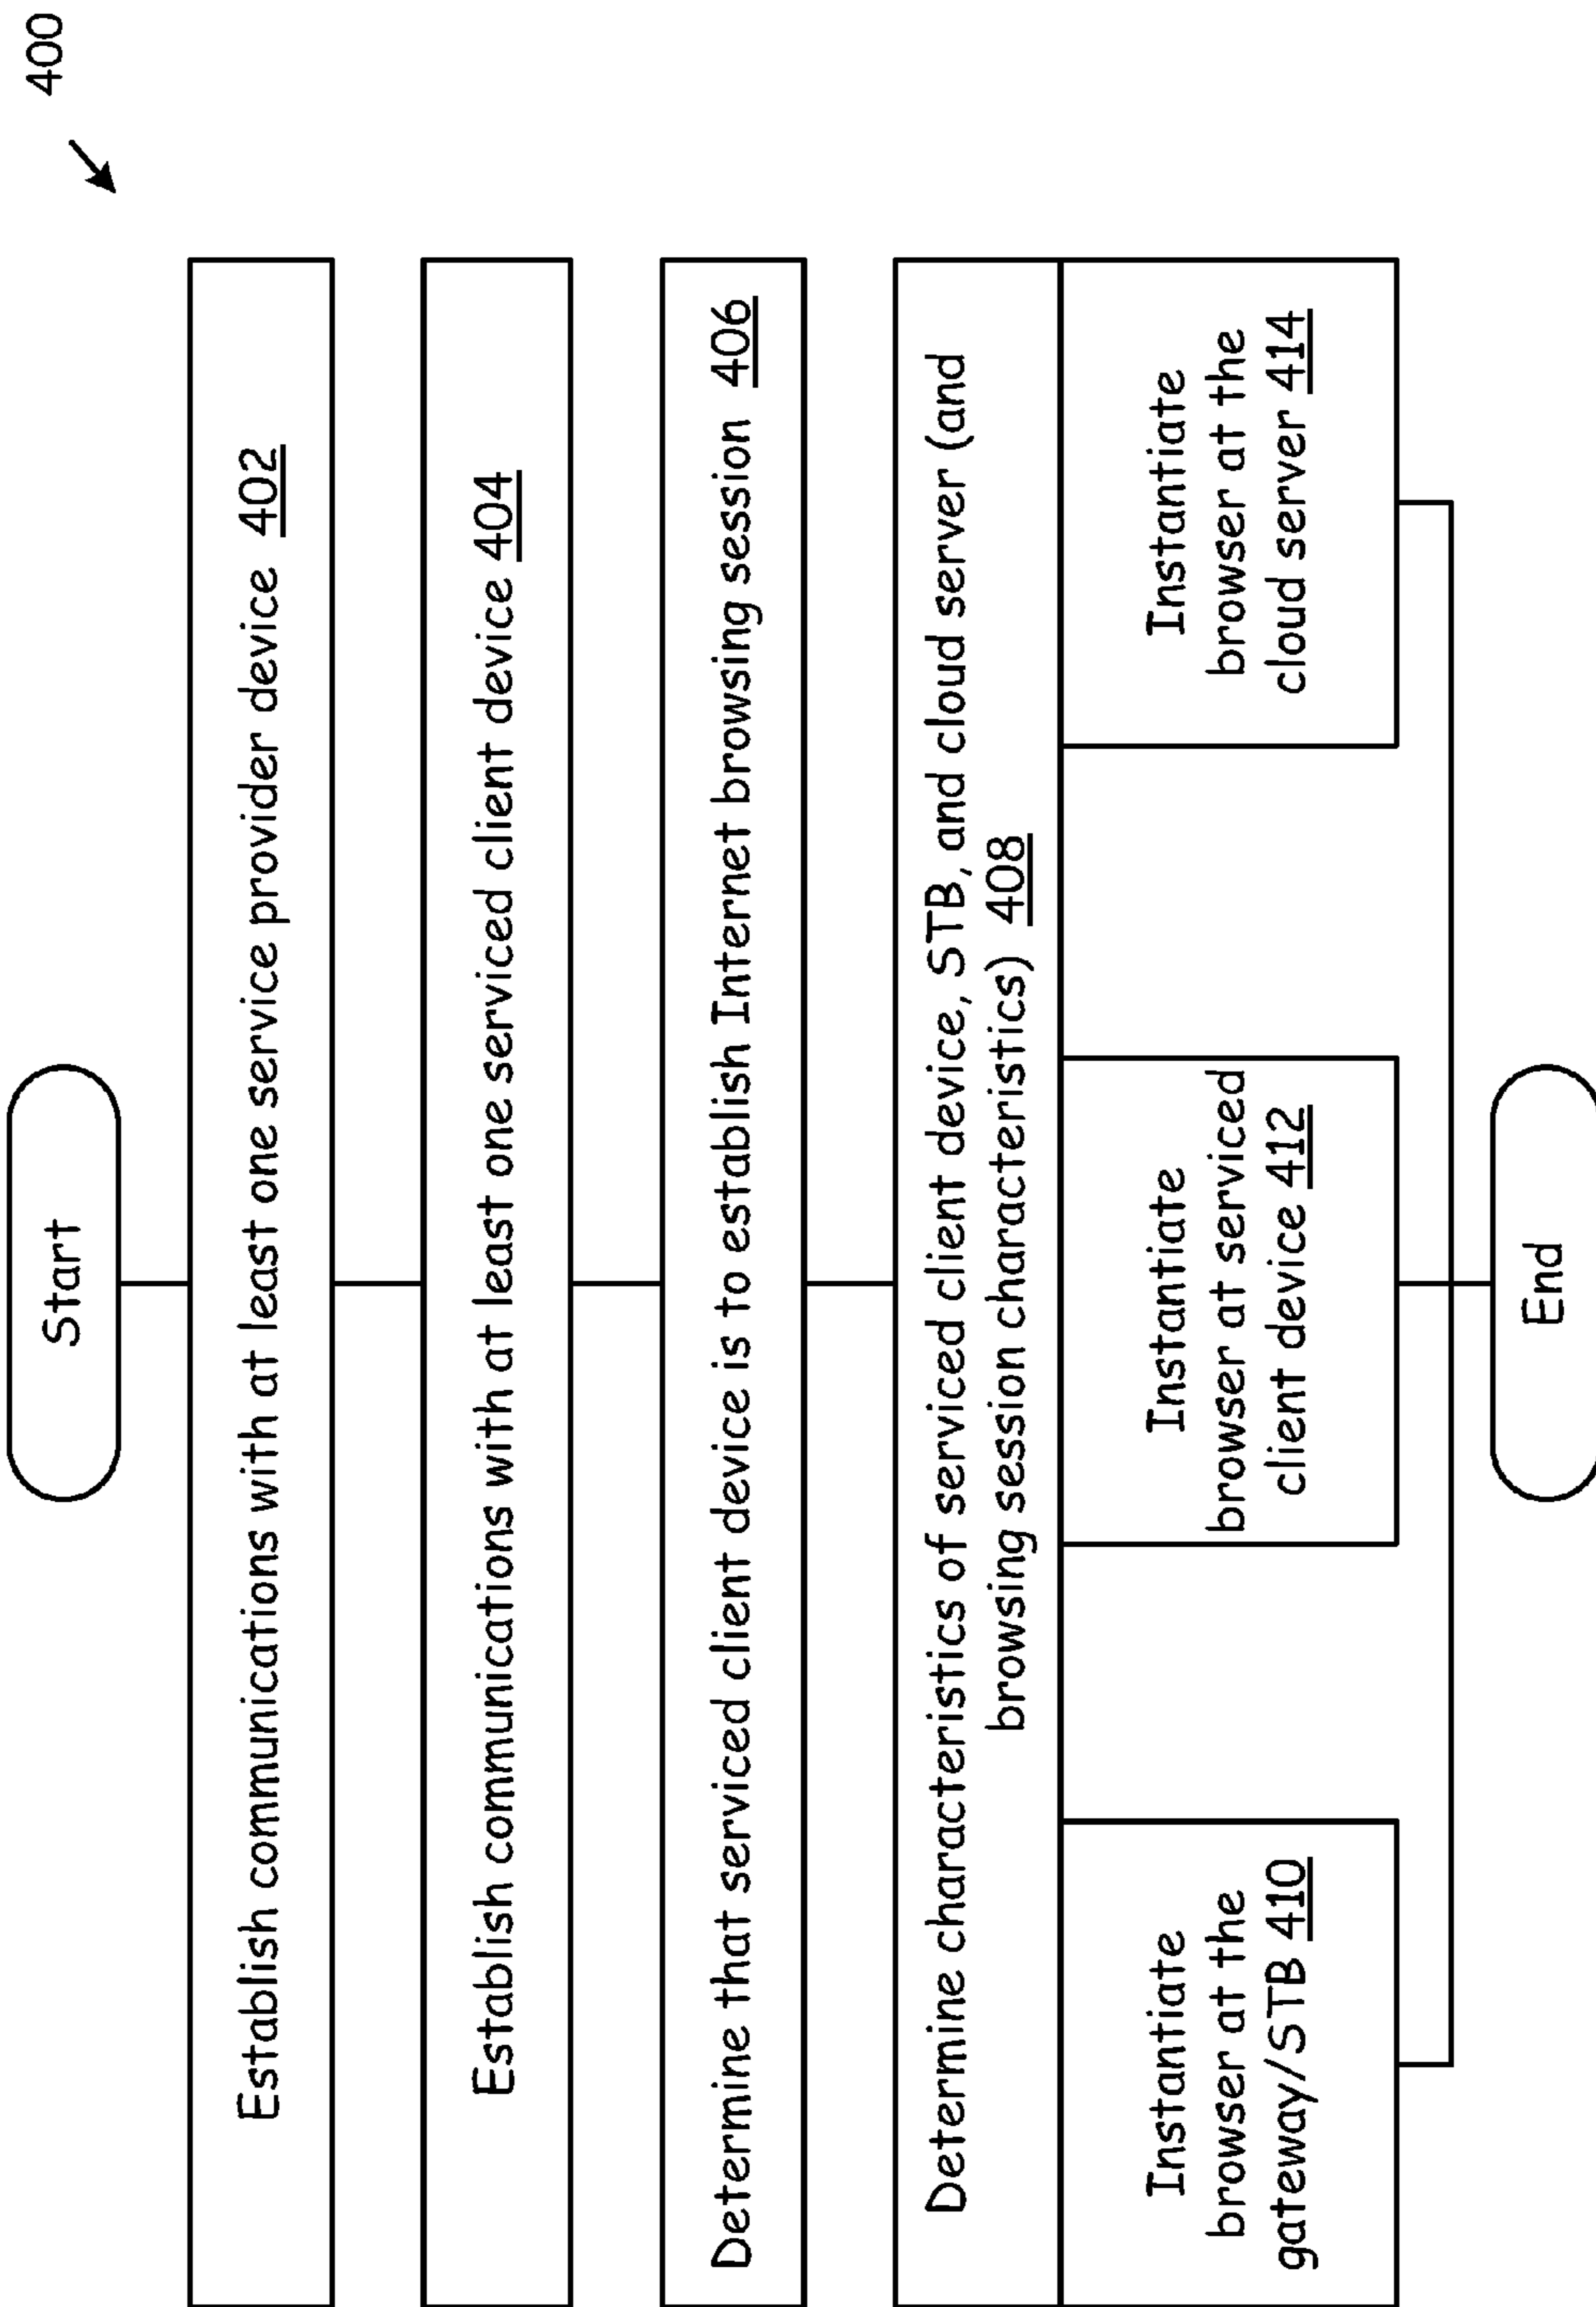 400
Start
Establish communications with at least one service provider device 402
Establish communications with at least one serviced client device 404
Determine that serviced client device is to establish Internet browsing session 406
Determine characteristics of serviced client device, STB, and cloud server (and
browsing session characteristics) 408
Instantiate
browser at the
gateway/STB 410
Instantiate
browser at serviced
client device 412
Instantiate
browser at the
cloud server 414
End